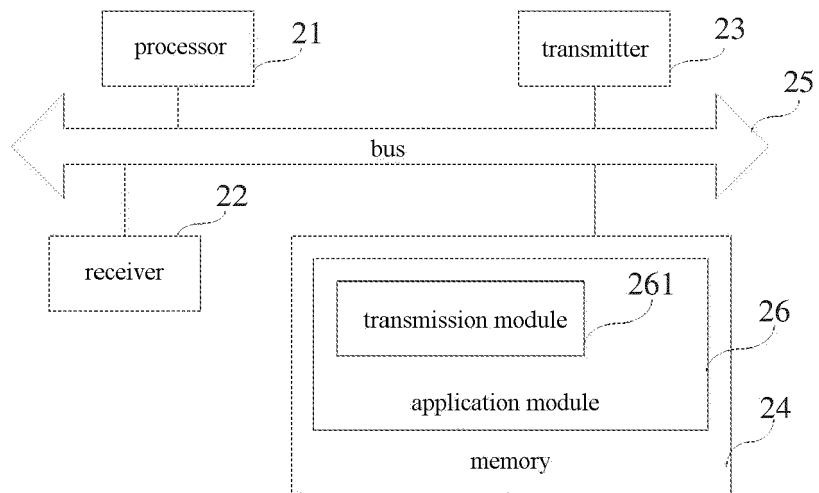 processor
21
transmitter
23
25
bus
22
receiver
261
transmission module
26
application module
24
memory